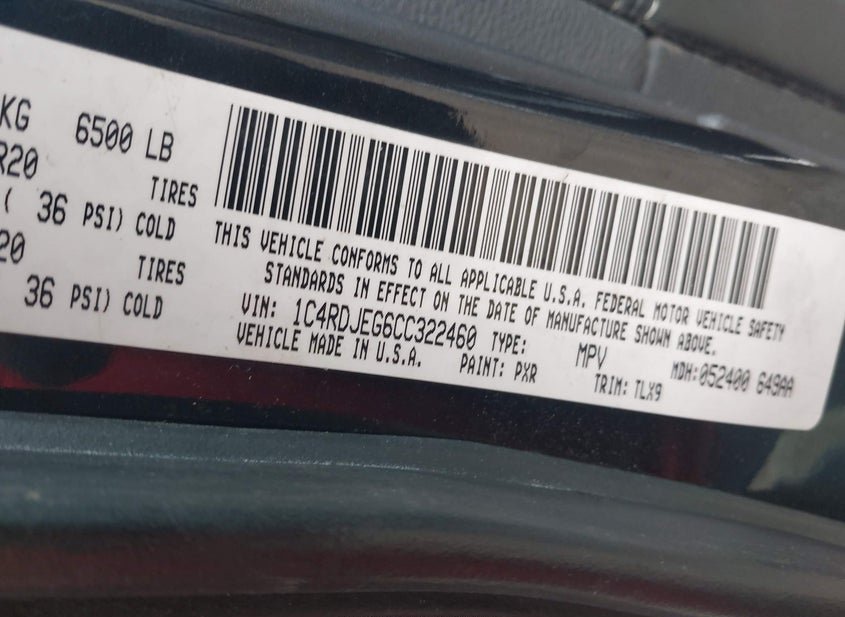 KG 6500 LB
R20 TIRES
( 36 PSI) COLD
20 TIRES
36 PSI) COLD
THIS VEHICLE CONFORMS TO ALL APPLICABLE U.S.A. FEDERAL MOTOR VEHICLE SAFETY
STANDARDS IN EFFECT ON THE DATE OF MANUFACTURE SHOWN ABOVE.
VIN: 1C4RDJEG6CC322460 TYPE: MPV MDH:052400 649AA
VEHICLE MADE IN U.S.A. PAINT: PXR TRIM: TLX9